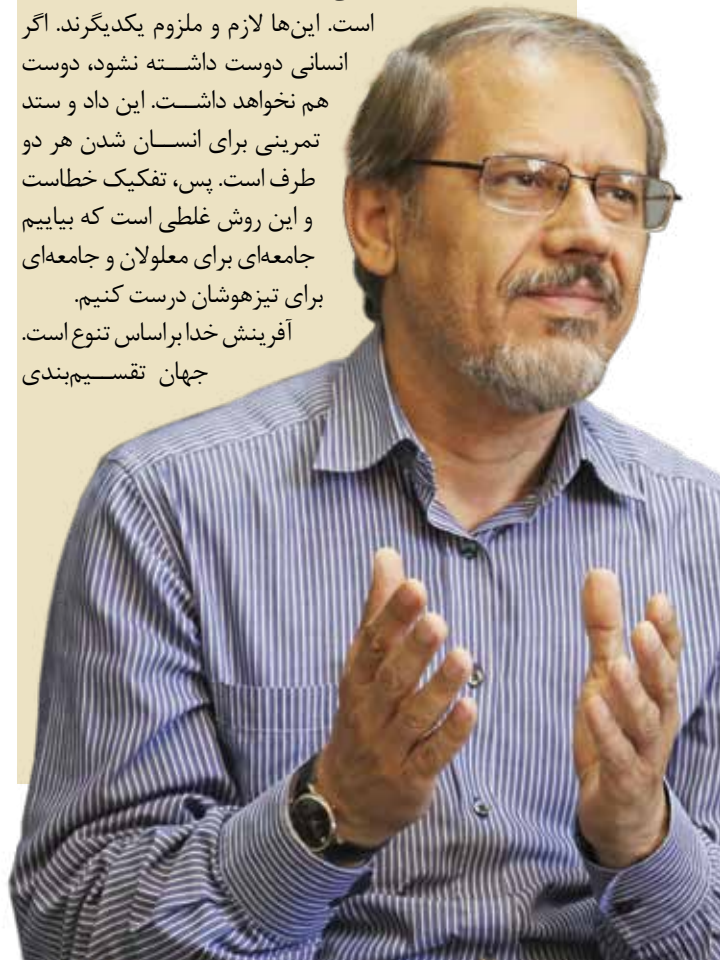 است. این‌ها لازم و ملزوم یکدیگرند. اگر
انسانی دوست داشته نشود، دوست
هم نخواهد داشت. این داد و ستد
تمرینی برای انسان شدن هر دو
طرف است. پس، تفکیک خطاست
و این روش غلطی است که بیاییم
جامعه‌ای برای معلولان و جامعه‌ای
برای تیزهوشان درست کنیم.
آفرینش خدا براساس تنوع است.
جهان تقسیم‌بندی